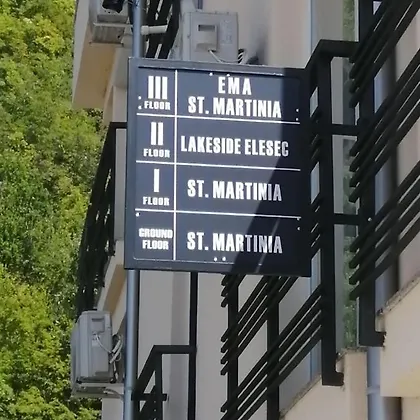 III FLOOR
EMA
ST. MARTINIA
II FLOOR
LAKESIDE ELESEC
I FLOOR
ST. MARTINIA
GROUND FLOOR
ST. MARTINIA